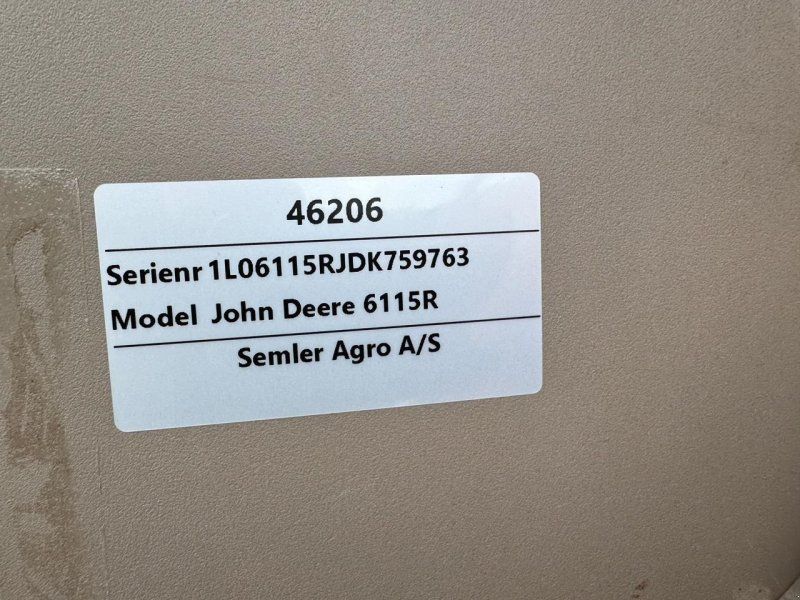 46206
Serienr 1L06115RJDK759763
Model John Deere 6115R
Semler Agro A/S